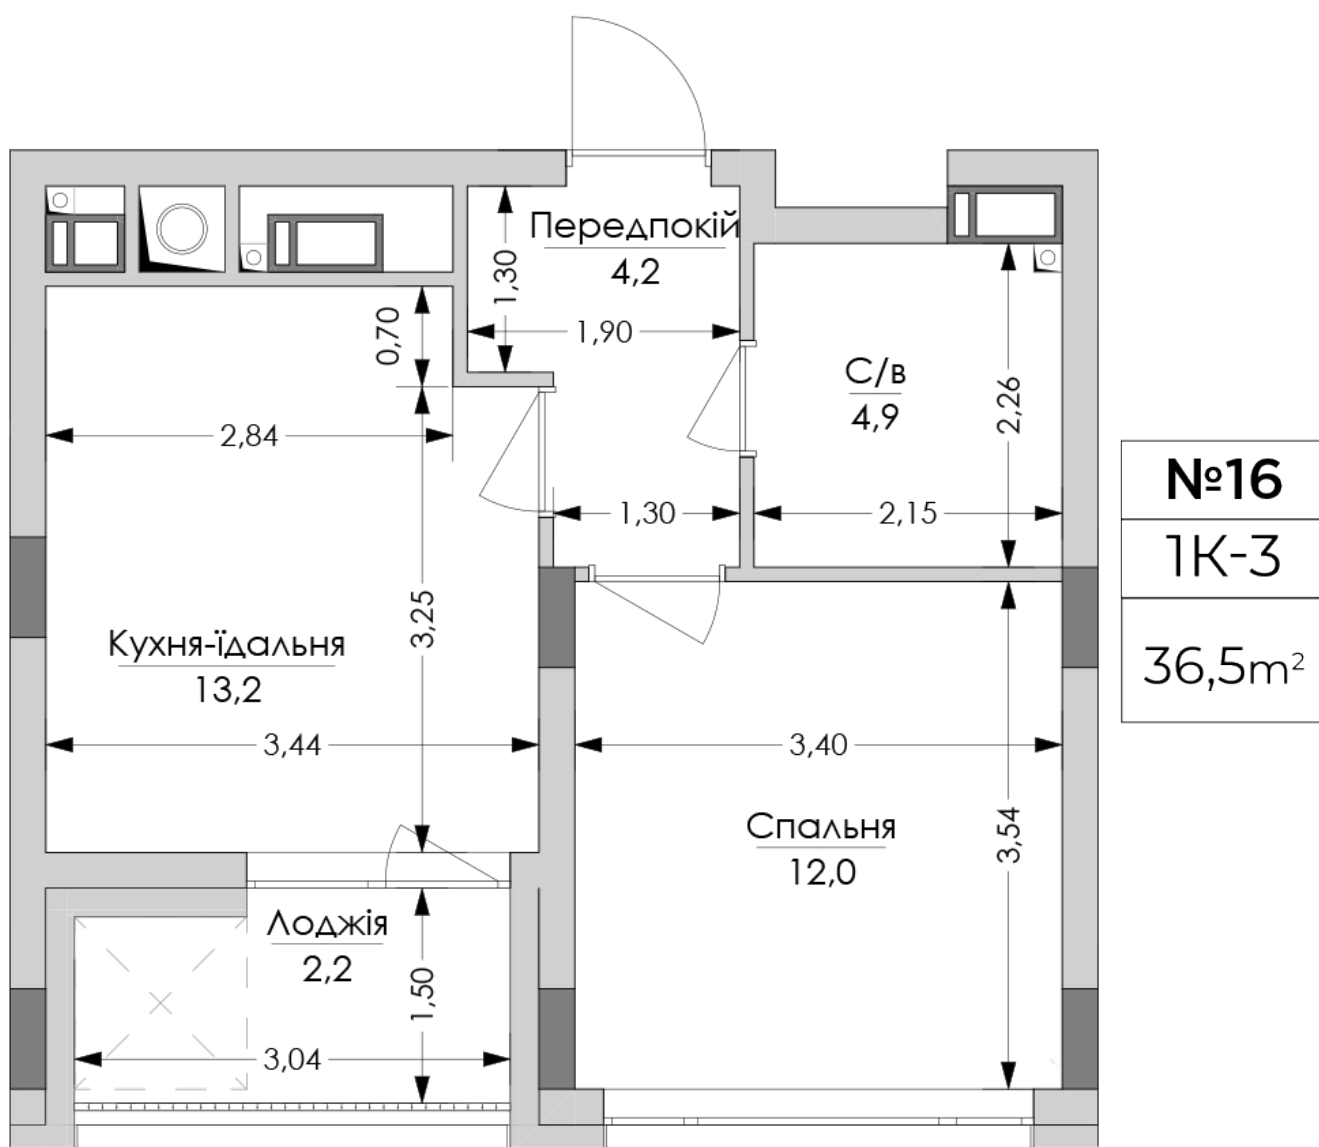 Передпокій
4,2
1,30
1,90
0,70
2,84
С/в
4,9
2,26
1,30
2,15
№16
1К-3
36,5m²
3,25
Кухня-їдальня
13,2
3,44
3,40
Спальня
12,0
3,54
Лоджія
2,2
1,50
3,04